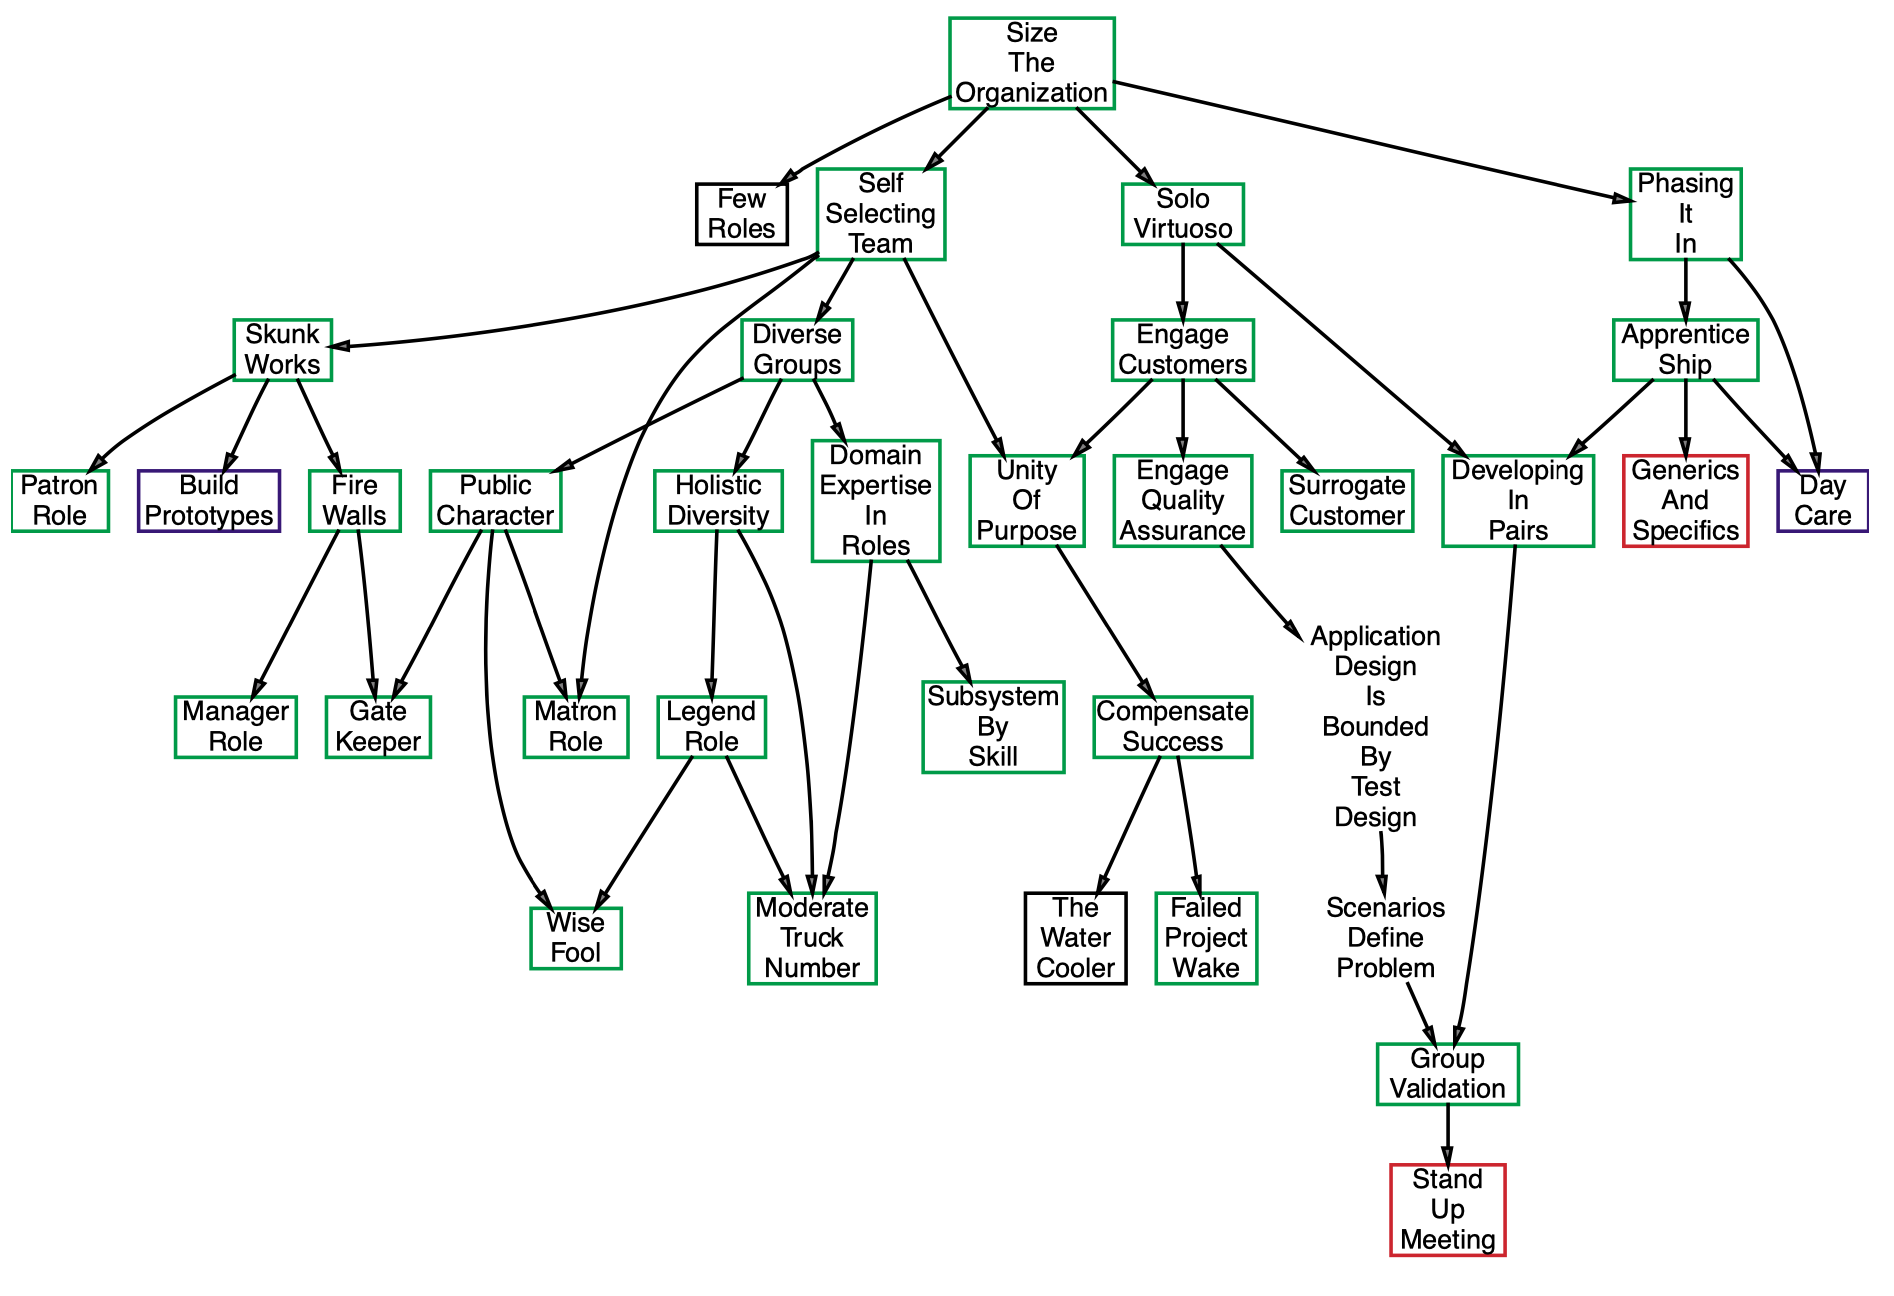 Size
The
Organization
Few
Roles
Self
Selecting
Team
Solo
Virtuoso
Phasing
It
In
Skunk
Works
Diverse
Groups
Engage
Customers
Apprentice
Ship
Patron
Role
Build
Prototypes
Fire
Walls
Public
Character
Holistic
Diversity
Domain
Expertise
In
Roles
Unity
Of
Purpose
Engage
Quality
Assurance
Surrogate
Customer
Developing
In
Pairs
Generics
And
Specifics
Day
Care
Manager
Role
Gate
Keeper
Matron
Role
Legend
Role
Subsystem
By
Skill
Compensate
Success
Application
Design
Is
Bounded
By
Test
Design
Wise
Fool
Moderate
Truck
Number
The
Water
Cooler
Failed
Project
Wake
Scenarios
Define
Problem
Group
Validation
Stand
Up
Meeting